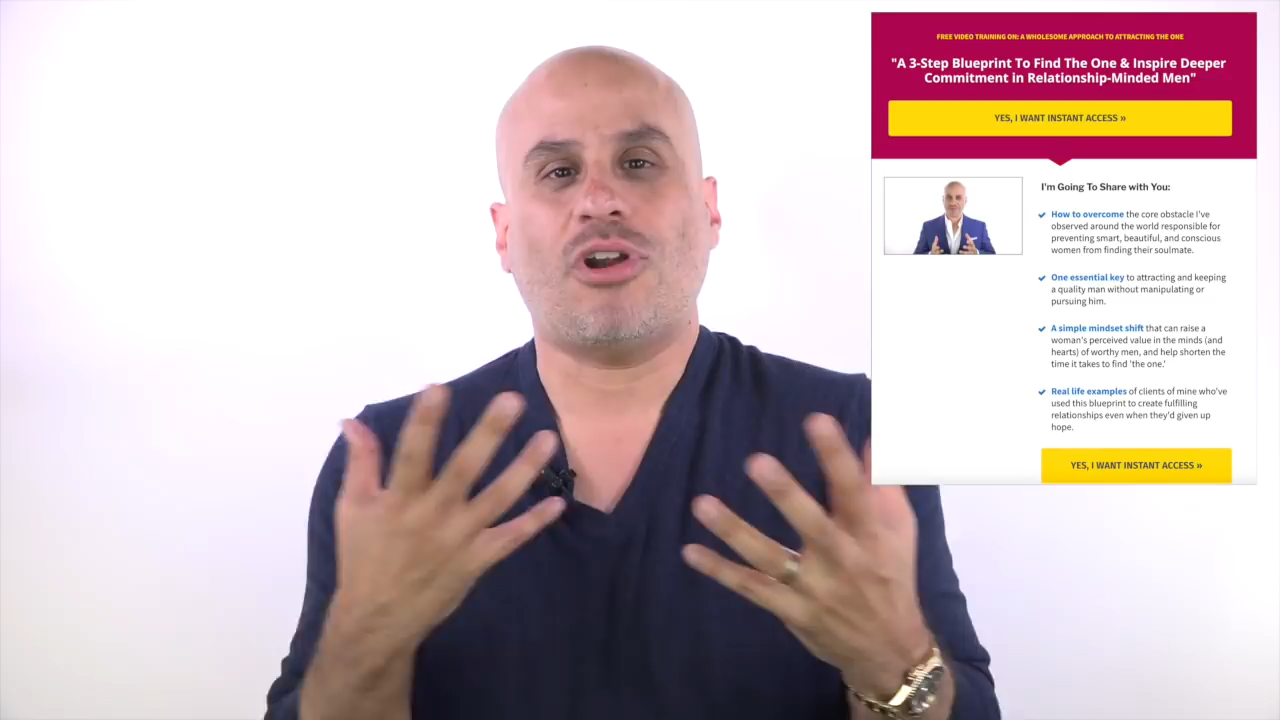 FREE VIDEO TRAINING ON: A WHOLESOME APPROACH TO ATTRACTING THE ONE
"A 3-Step Blueprint To Find The One & Inspire Deeper
Commitment in Relationship-Minded Men"
YES, I WANT INSTANT ACCESS »
I'm Going To Share with You:
How to overcome the core obstacle I've
observed around the world responsible for
preventing smart, beautiful, and conscious
women from finding their soulmate.
One essential key to attracting and keeping
a quality man without manipulating or
pursuing him.
A simple mindset shift that can raise a
woman's perceived value in the minds (and
hearts) of worthy men, and help shorten the
time it takes to find 'the one.'
Real life examples of clients of mine who've
used this blueprint to create fulfilling
relationships even when they'd given up
hope.
YES, I WANT INSTANT ACCESS »